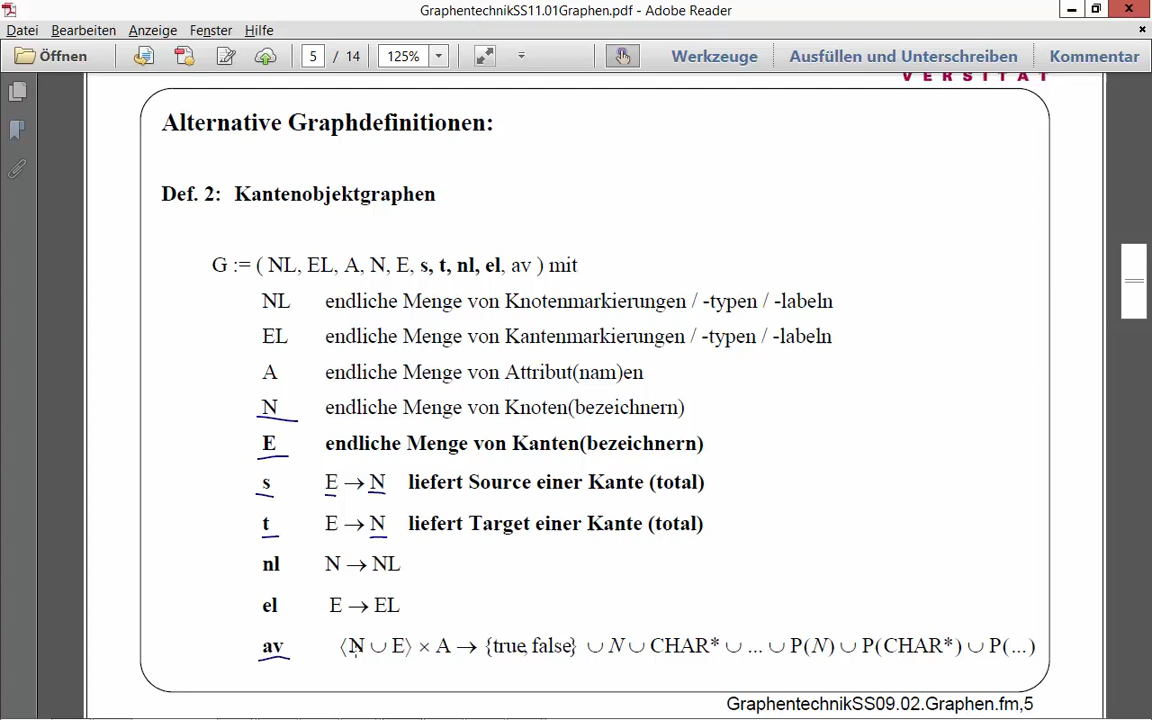 GraphentechnikSS11.01Graphen.pdf - Adobe Reader
Datei Bearbeiten Anzeige Fenster Hilfe
Öffnen 5 / 14 125% Werkzeuge Ausfüllen und Unterschreiben Kommentar
VERSITÄT
Alternative Graphdefinitionen:
Def. 2: Kantenobjektgraphen
G := ( NL, EL, A, N, E, s, t, nl, el, av ) mit
NL endliche Menge von Knotenmarkierungen / -typen / -labeln
EL endliche Menge von Kantenmarkierungen / -typen / -labeln
A endliche Menge von Attribut(nam)en
N endliche Menge von Knoten(bezeichnern)
E endliche Menge von Kanten(bezeichnern)
s E → N liefert Source einer Kante (total)
t E → N liefert Target einer Kante (total)
nl N → NL
el E → EL
av ⟨N ∪ E⟩ × A → {true, false} ∪ N ∪ CHAR* ∪ ... ∪ P(N) ∪ P(CHAR*) ∪ P(...)
GraphentechnikSS09.02.Graphen.fm,5